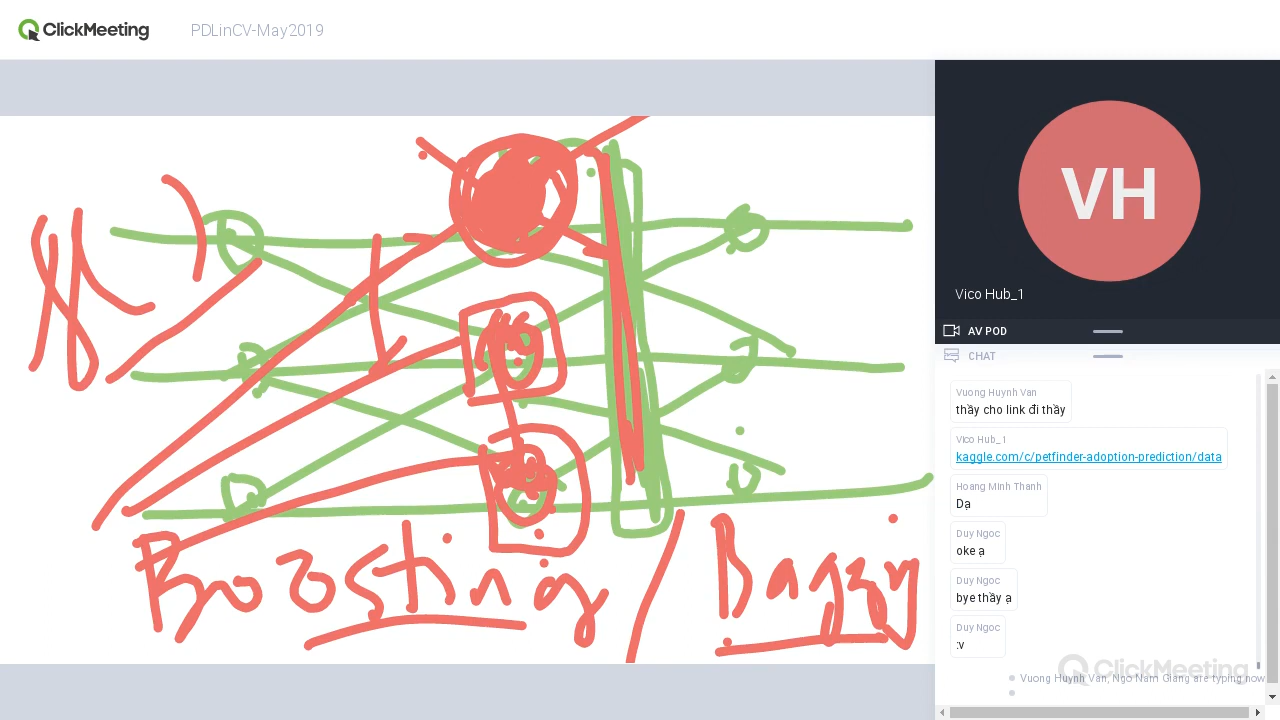 ClickMeeting
PDLinCV-May2019
VH
Vico Hub_1
AV POD
CHAT
Vuong Huynh Van
thầy cho link đi thầy
Vico Hub_1
kaggle.com/c/petfinder-adoption-prediction/data
Hoang Minh Thanh
Dạ
Duy Ngoc
oke ạ
Duy Ngoc
bye thầy ạ
Duy Ngoc
:v
ClickMeeting
Vuong Huynh Van, Ngo Nam Giang are typing now
Boosting / Bagging